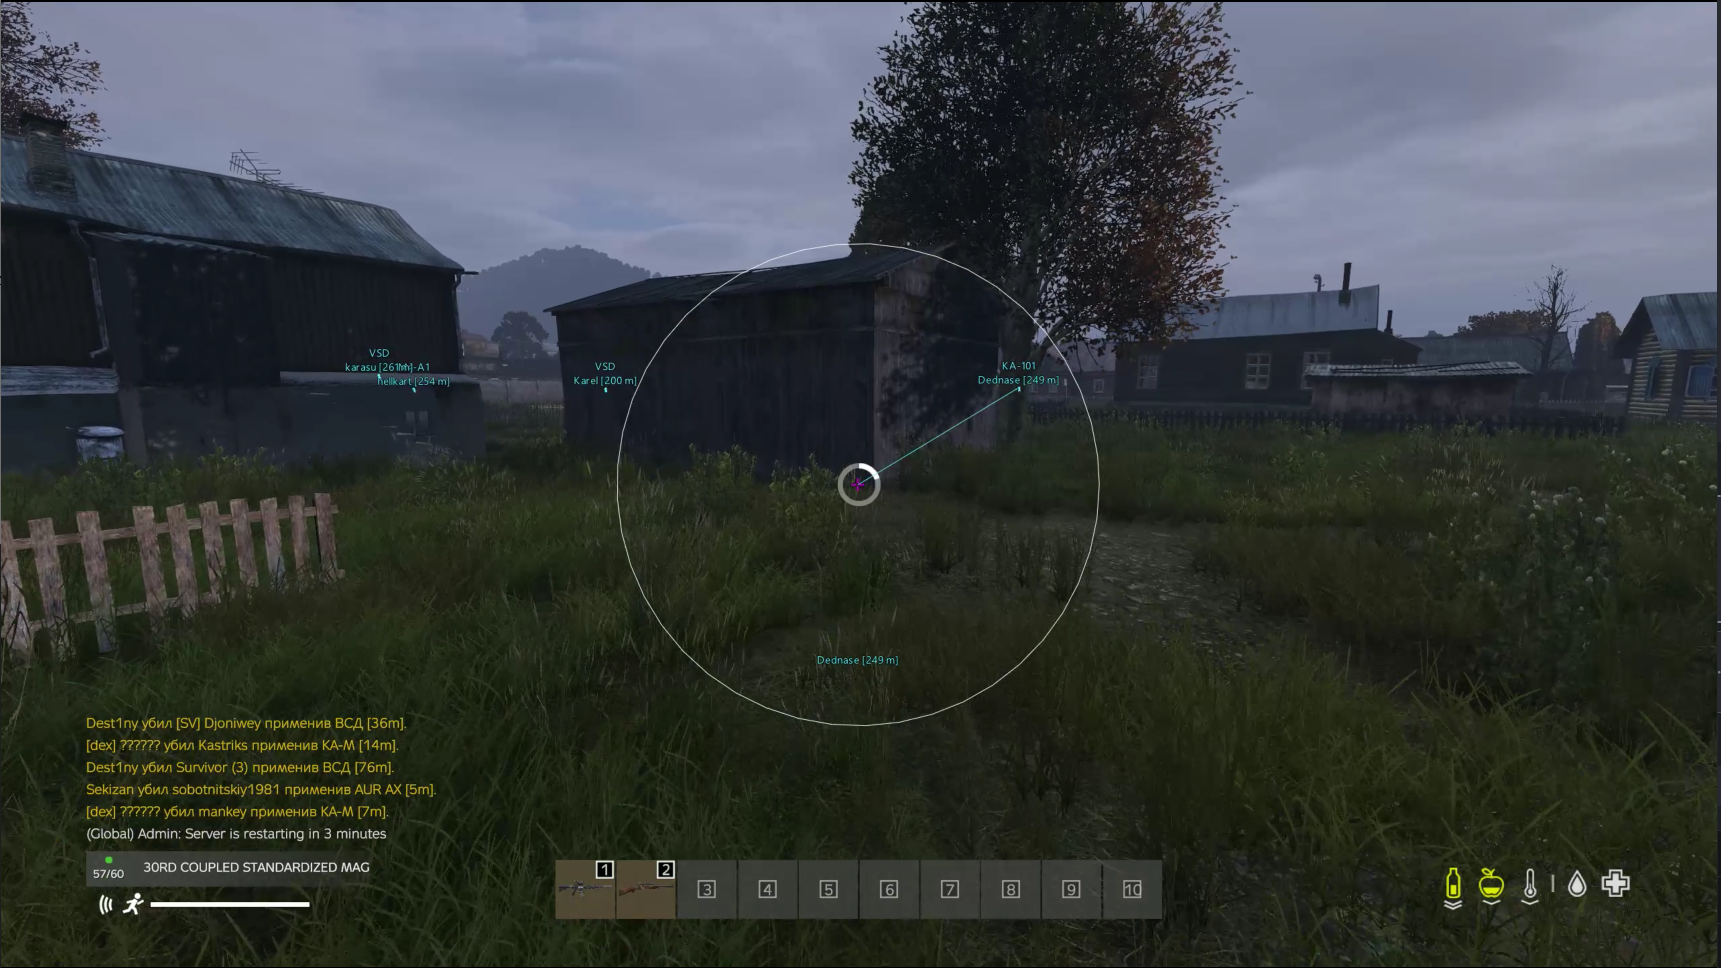 VSD
karasu [261m]-A1
hellkart [254 m]
VSD
Karel [200 m]
KA-101
Dednase [249 m]
Dednase [249 m]
Dest1ny убил [SV] Djoniwey применив ВСД [36m].
[dex] ?????? убил Kastriks применив КА-М [14m].
Dest1ny убил Survivor (3) применив ВСД [76m].
Sekizan убил sobotnitskiy1981 применив AUR AX [5m].
[dex] ?????? убил mankey применив КА-М [7m].
(Global) Admin: Server is restarting in 3 minutes
57/60
30RD COUPLED STANDARDIZED MAG
1 2 3 4 5 6 7 8 9 10